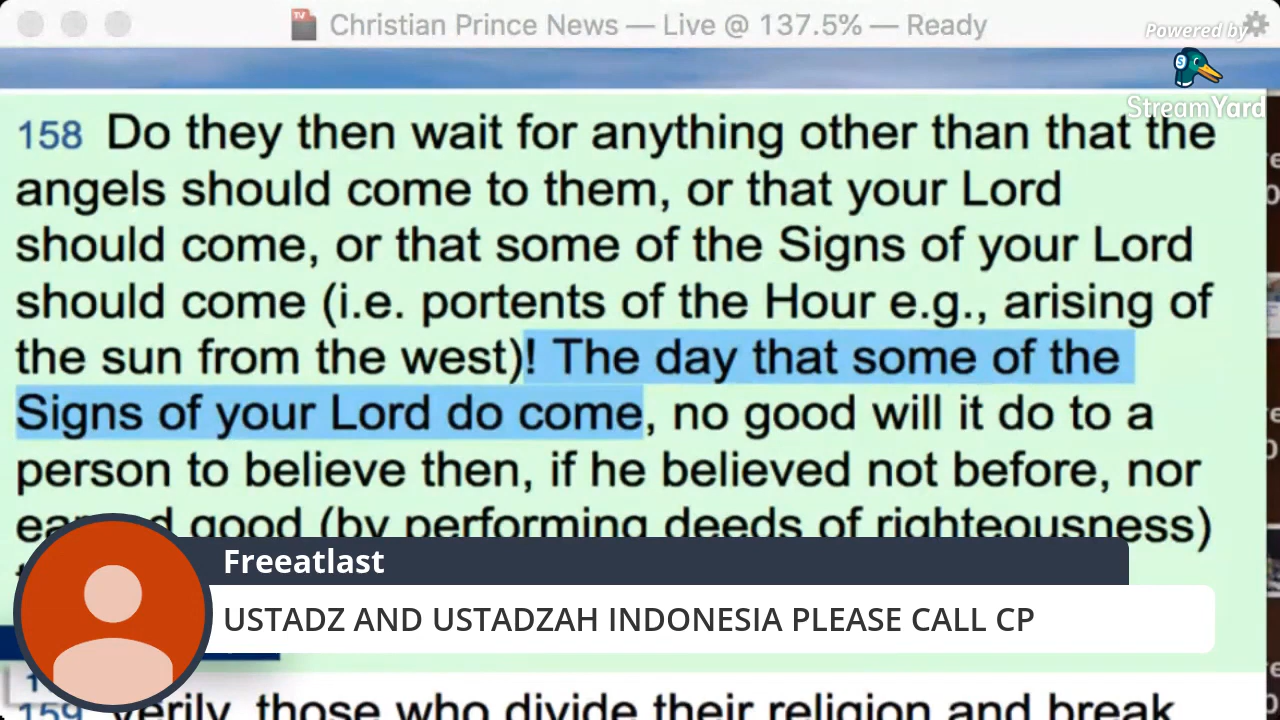 TV
Christian Prince News — Live @ 137.5% — Ready
Powered by
StreamYard
158 Do they then wait for anything other than that the
angels should come to them, or that your Lord
should come, or that some of the Signs of your Lord
should come (i.e. portents of the Hour e.g., arising of
the sun from the west)! The day that some of the
Signs of your Lord do come, no good will it do to a
person to believe then, if he believed not before, nor
good (by performing deeds of righteousness)
Freeatlast
USTADZ AND USTADZAH INDONESIA PLEASE CALL CP
159 Verily, those who divide their religion and break